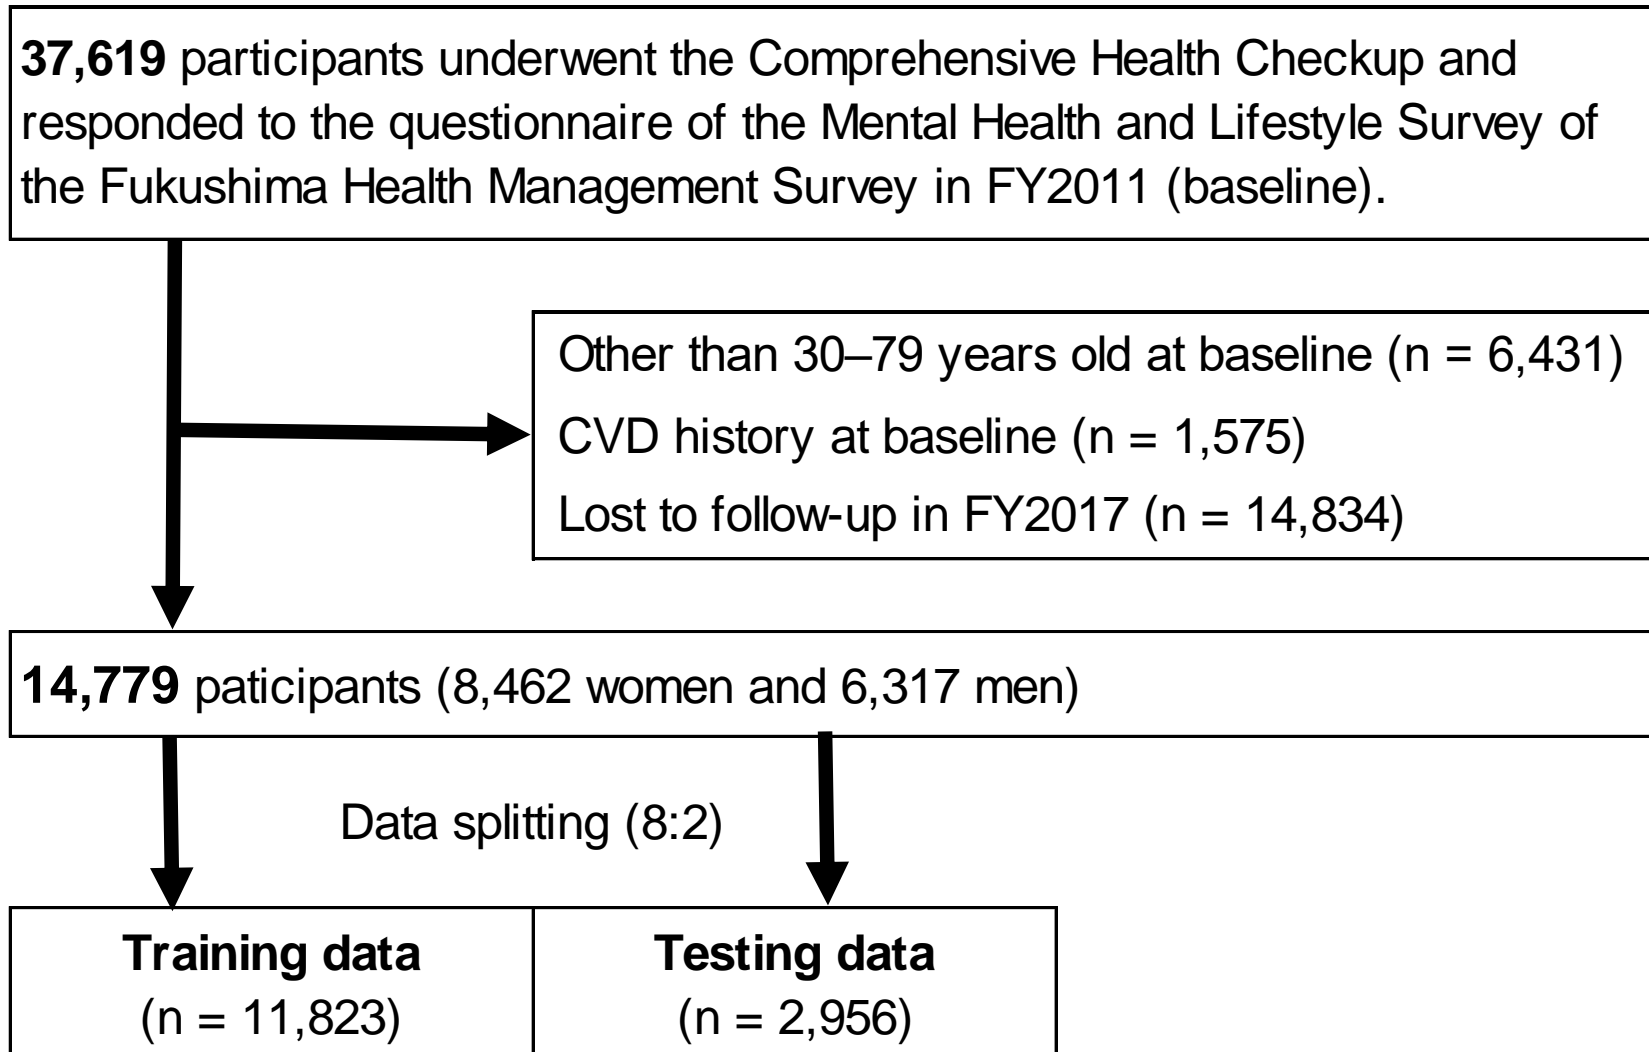 37,619 participants underwent the Comprehensive Health Checkup and
responded to the questionnaire of the Mental Health and Lifestyle Survey of
the Fukushima Health Management Survey in FY2011 (baseline).
Other than 30–79 years old at baseline (n = 6,431)
CVD history at baseline (n = 1,575)
Lost to follow-up in FY2017 (n = 14,834)
14,779 paticipants (8,462 women and 6,317 men)
Data splitting (8:2)
Training data
(n = 11,823)
Testing data
(n = 2,956)